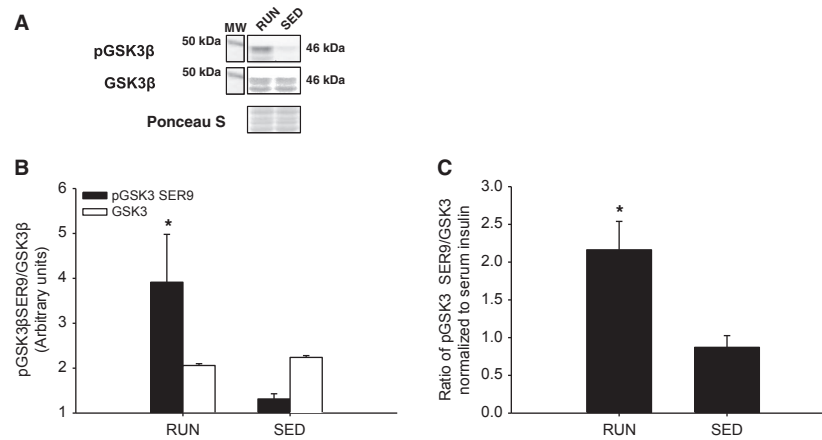 A
MW RUN SED
pGSK3β 50 kDa 46 kDa
GSK3β 50 kDa 46 kDa
Ponceau S
B
pGSK3βSER9/GSK3β
(Arbitrary units)
6
5
4
3
2
1
pGSK3 SER9
GSK3
*
RUN SED
C
Ratio of pGSK3 SER9/GSK3
normalized to serum insulin
3.0
2.5
2.0
1.5
1.0
0.5
0.0
*
RUN SED